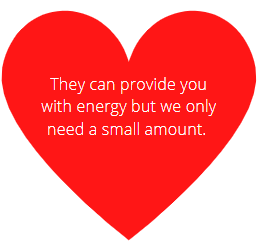 They can provide you
with energy but we only
need a small amount.